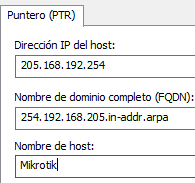 Puntero (PTR)
Dirección IP del host:
205.168.192.254
Nombre de dominio completo (FQDN):
254.192.168.205.in-addr.arpa
Nombre de host:
Mikrotik